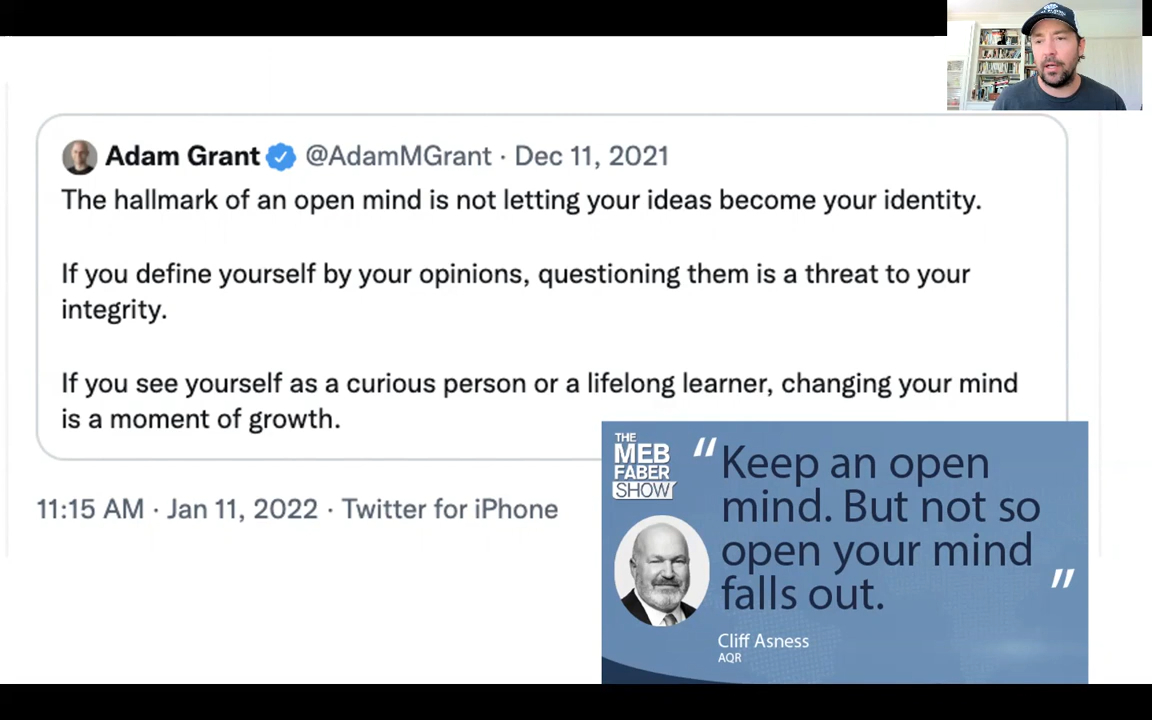 Adam Grant @AdamMGrant · Dec 11, 2021
The hallmark of an open mind is not letting your ideas become your identity.
If you define yourself by your opinions, questioning them is a threat to your
integrity.
If you see yourself as a curious person or a lifelong learner, changing your mind
is a moment of growth.
11:15 AM · Jan 11, 2022 · Twitter for iPhone
THE
MEB
FABER
SHOW
“Keep an open
mind. But not so
open your mind
falls out.”
Cliff Asness
AQR